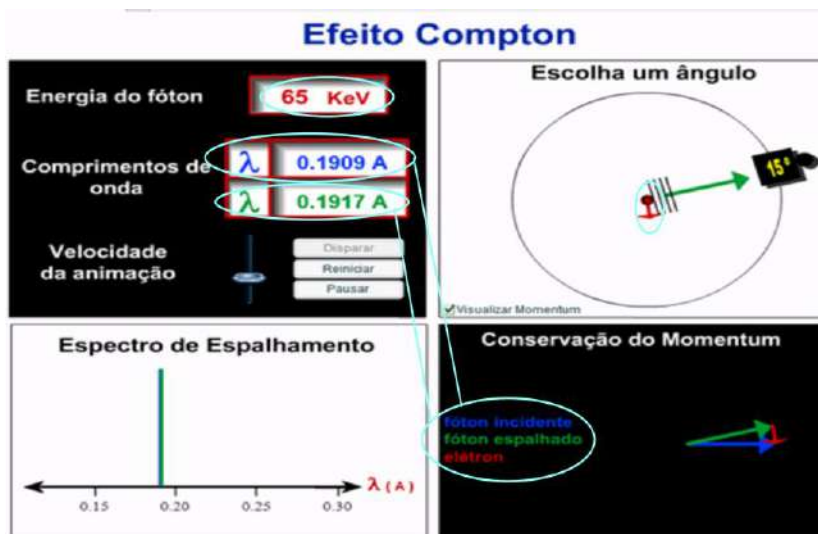 Efeito Compton
Energia do fóton
65 KeV
Comprimentos de
onda
λ 0.1909 A
λ 0.1917 A
Velocidade
da animação
Disparar
Reiniciar
Pausar
Escolha um ângulo
15º
Visualizar Momentum
Espectro de Espalhamento
λ ( A )
0.15 0.20 0.25 0.30
Conservação do Momentum
fóton incidente
fóton espalhado
elétron